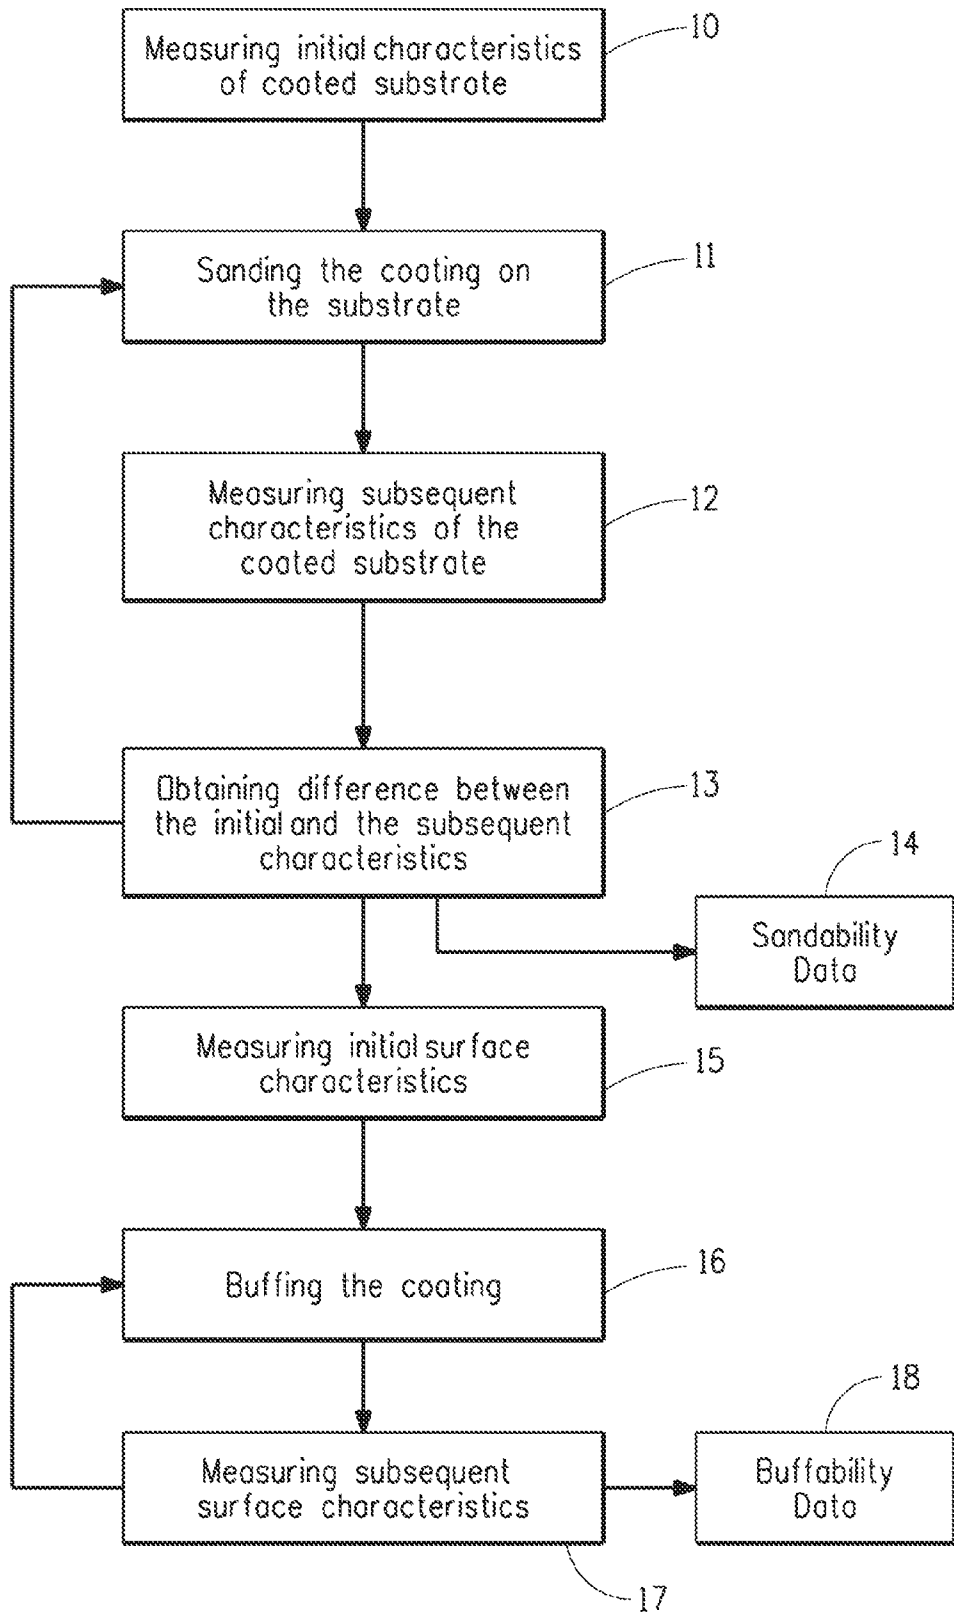 Measuring initial characteristics
of coated substrate
10
Sanding the coating on
the substrate
11
Measuring subsequent
characteristics of the
coated substrate
12
Obtaining difference between
the initial and the subsequent
characteristics
13
Sandability
Data
14
Measuring initial surface
characteristics
15
Buffing the coating
16
Measuring subsequent
surface characteristics
17
Buffability
Data
18